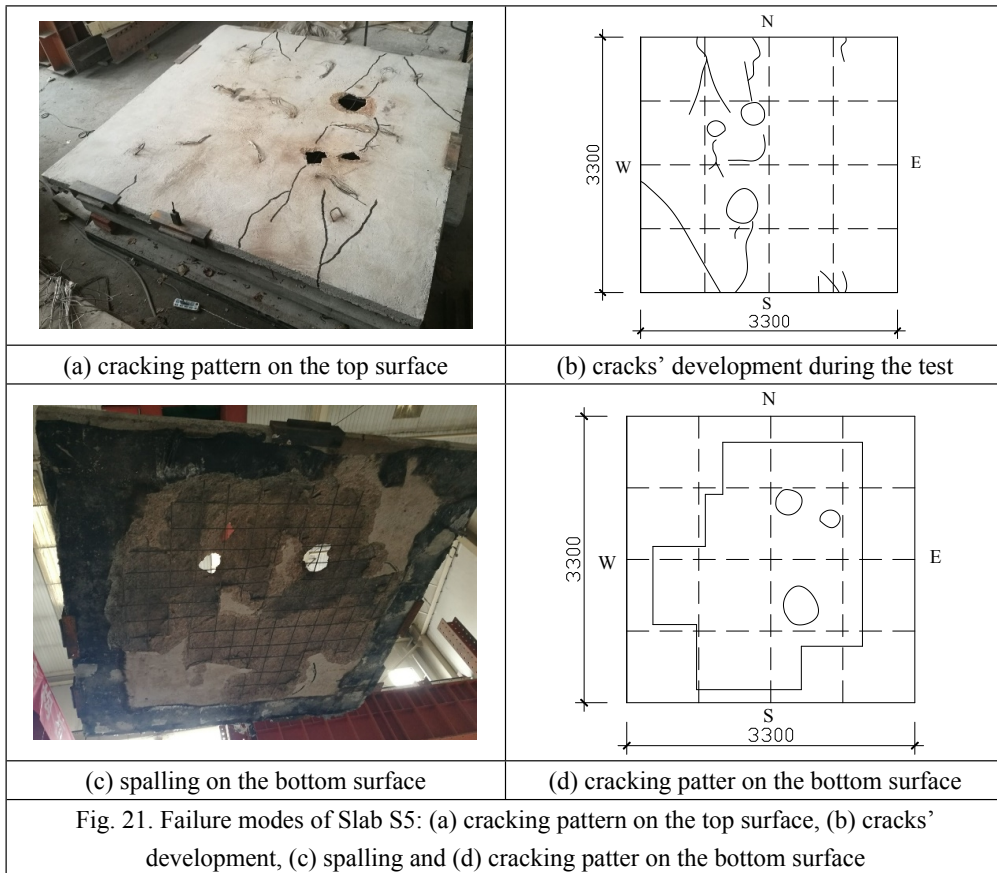 N
3300
W
E
S
3300
(a) cracking pattern on the top surface
(b) cracks’ development during the test
N
3300
W
E
S
3300
(c) spalling on the bottom surface
(d) cracking patter on the bottom surface
Fig. 21. Failure modes of Slab S5: (a) cracking pattern on the top surface, (b) cracks’
development, (c) spalling and (d) cracking patter on the bottom surface